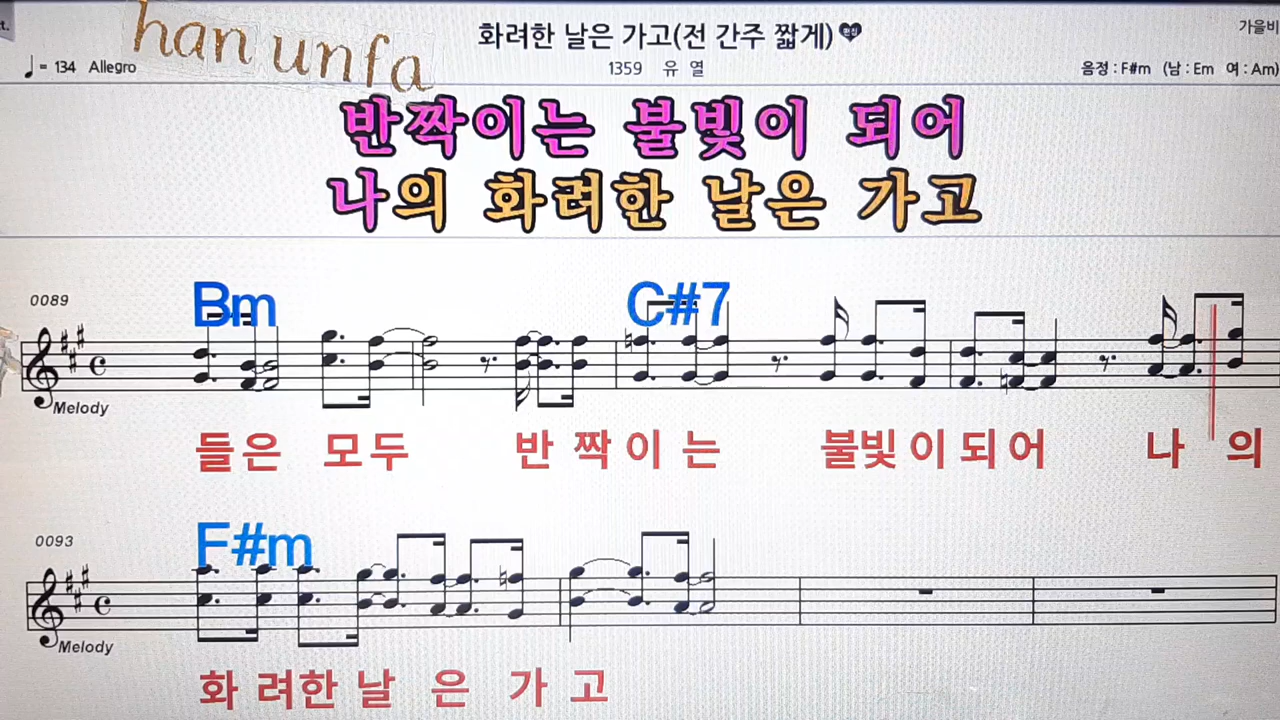 t.
han unfa
화려한 날은 가고(전 간주 짧게)
편집
가을비
♩= 134 Allegro
1359 유 열
음정 : F#m (남 : Em 여 : Am)
반짝이는 불빛이 되어
나의 화려한 날은 가고
0089
Bm C#7
Melody
들은 모두 반 짝 이 는 불빛이되어 나 의
0093
F#m
Melody
화 려한 날 은 가 고